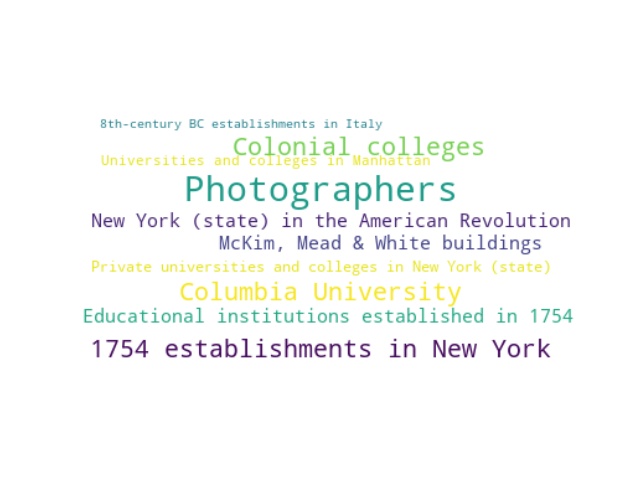 8th-century BC establishments in Italy
Colonial colleges
Universities and colleges in Manhattan
Photographers
New York (state) in the American Revolution
McKim, Mead & White buildings
Private universities and colleges in New York (state)
Columbia University
Educational institutions established in 1754
1754 establishments in New York